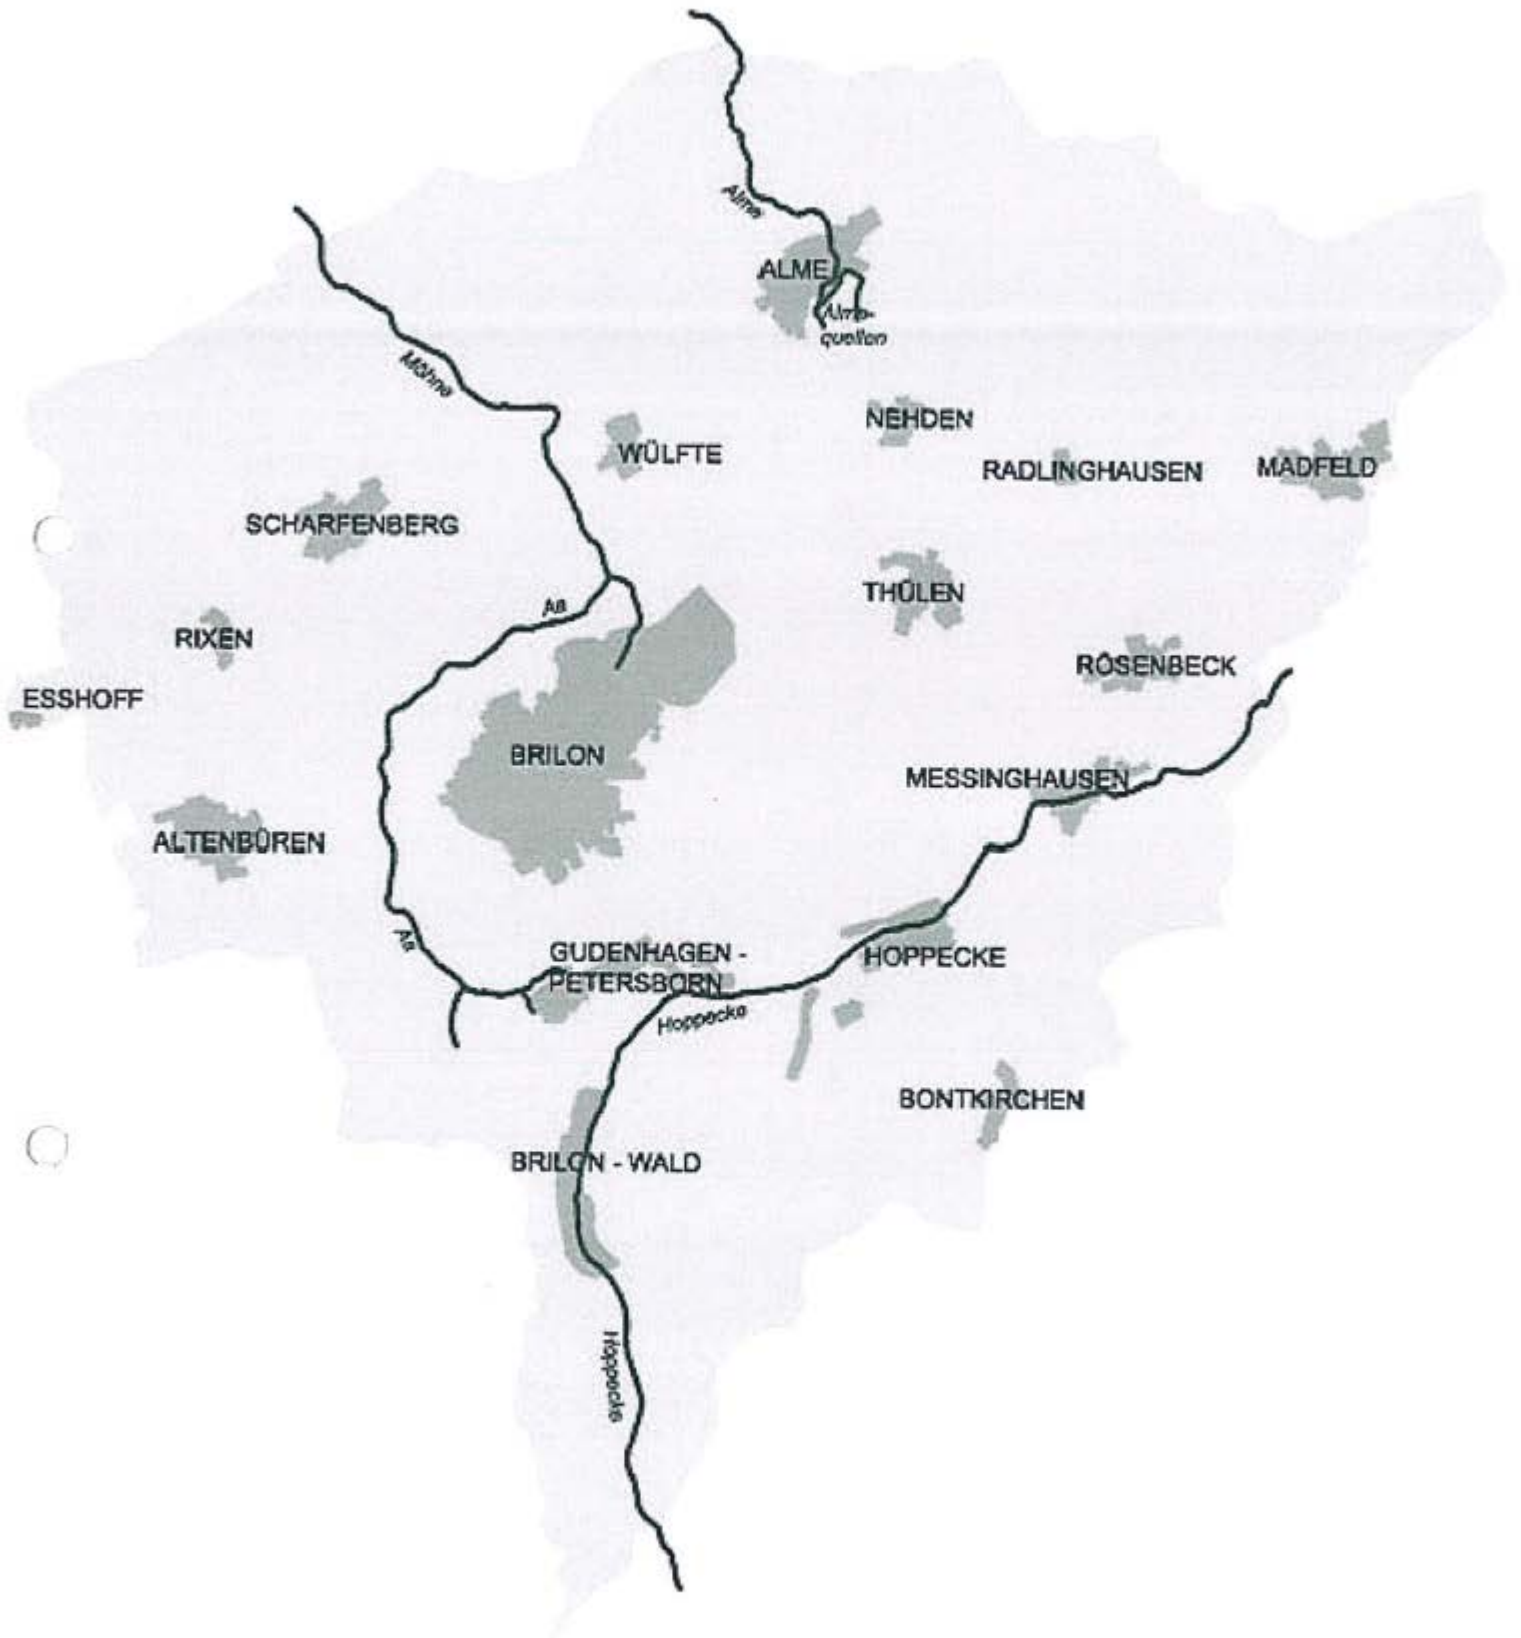 Alme
ALME
Alme-
quellen
Möhne
NEHDEN
WÜLFTE
RADLINGHAUSEN
MADFELD
SCHARFENBERG
THÜLEN
Aa
RIXEN
RÖSENBECK
ESSHOFF
BRILON
MESSINGHAUSEN
ALTENBÜREN
Aa
GUDENHAGEN -
PETERSBORN
HOPPECKE
Hoppecke
BONTKIRCHEN
BRILON - WALD
Hoppecke